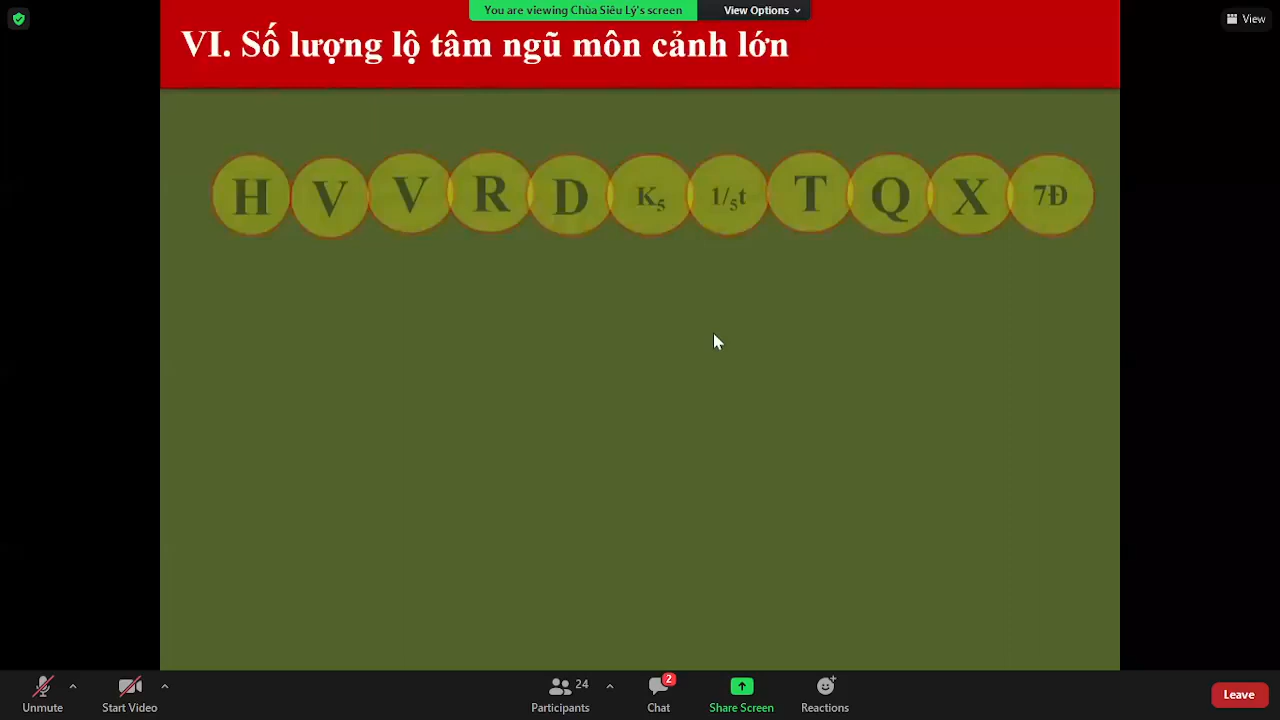 You are viewing Chùa Siêu Lý's screen
View Options
View
VI. Số lượng lộ tâm ngũ môn cảnh lớn
H V V R D K₅ 1/₅t T Q X 7Đ
Unmute
Start Video
24
Participants
2
Chat
Share Screen
Reactions
Leave